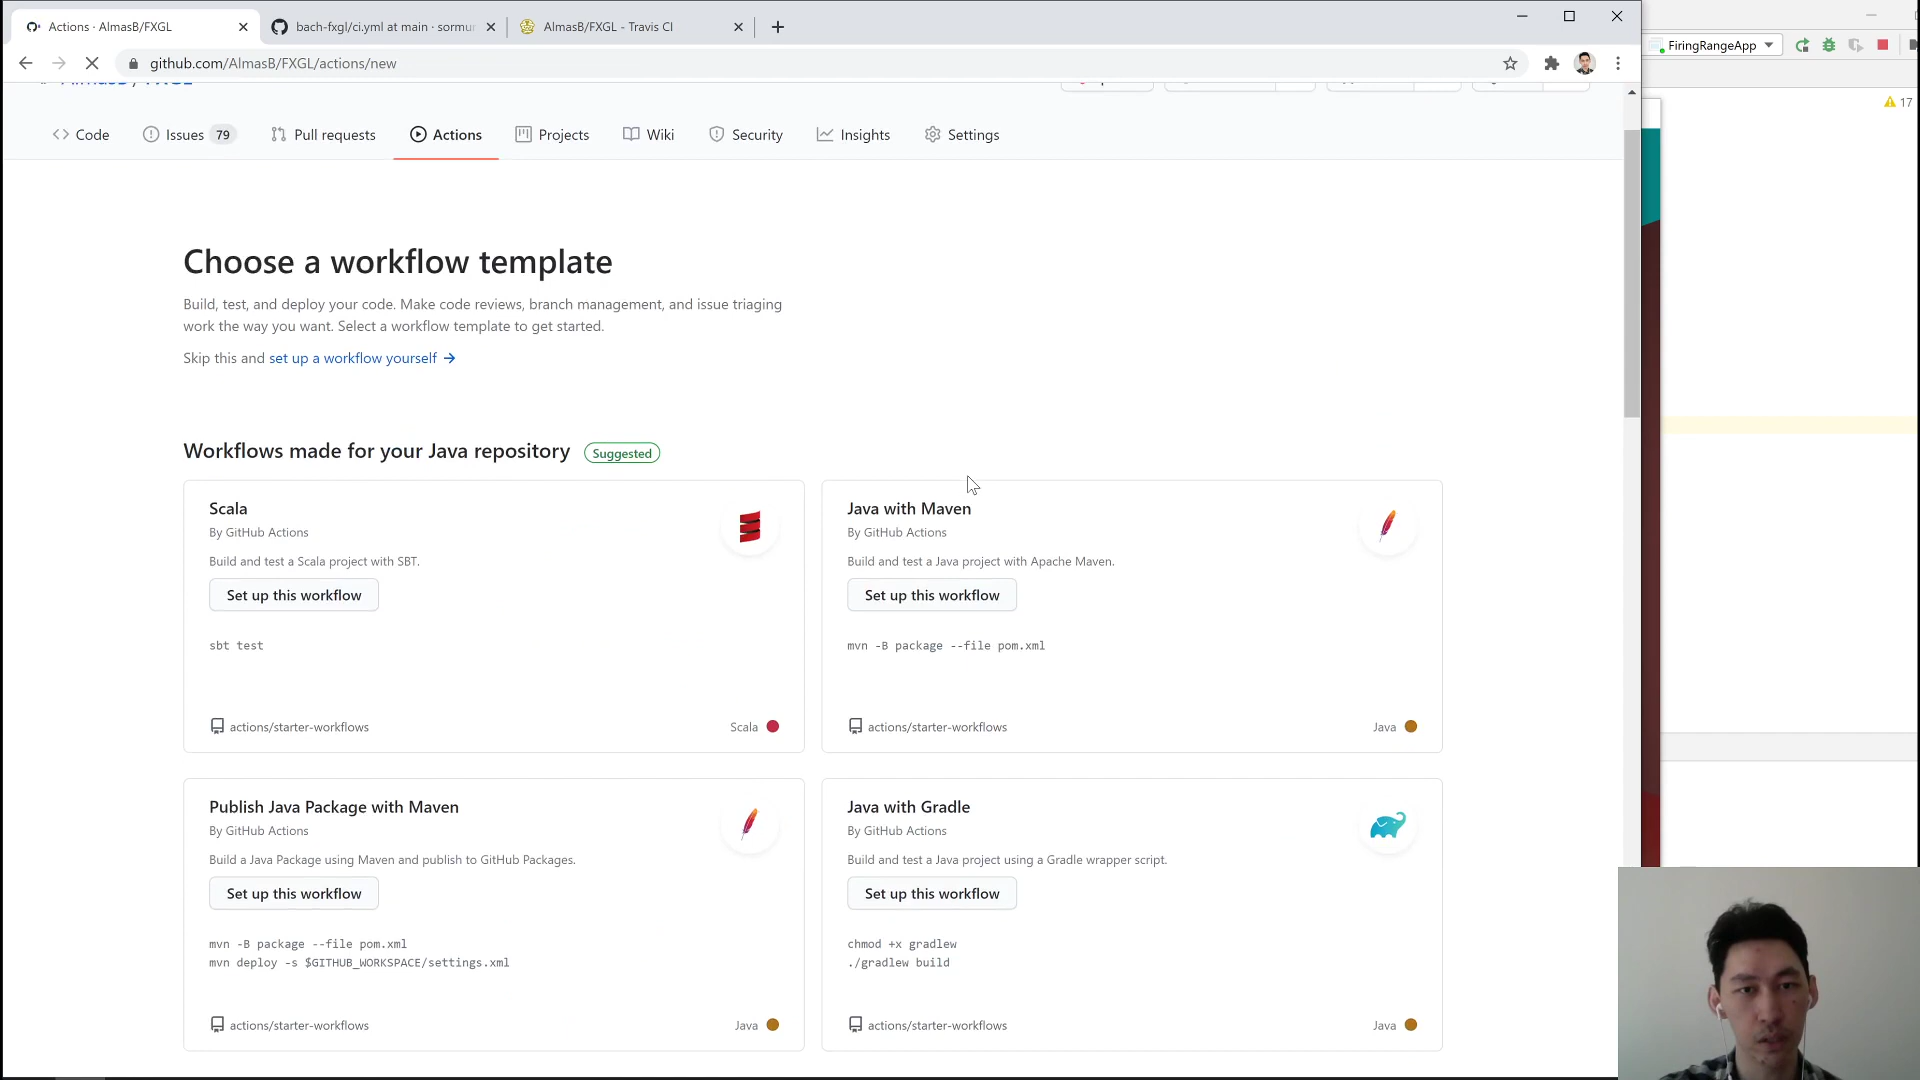 Actions · AlmasB/FXGL
bach-fxgl/ci.yml at main · sormu
AlmasB/FXGL - Travis CI
github.com/AlmasB/FXGL/actions/new
FiringRangeApp
17
Code
Issues 79
Pull requests
Actions
Projects
Wiki
Security
Insights
Settings
Choose a workflow template
Build, test, and deploy your code. Make code reviews, branch management, and issue triaging
work the way you want. Select a workflow template to get started.
Skip this and set up a workflow yourself →
Workflows made for your Java repository Suggested
Scala
By GitHub Actions
Build and test a Scala project with SBT.
Set up this workflow
sbt test
actions/starter-workflows
Scala
Java with Maven
By GitHub Actions
Build and test a Java project with Apache Maven.
Set up this workflow
mvn -B package --file pom.xml
actions/starter-workflows
Java
Publish Java Package with Maven
By GitHub Actions
Build a Java Package using Maven and publish to GitHub Packages.
Set up this workflow
mvn -B package --file pom.xml
mvn deploy -s $GITHUB_WORKSPACE/settings.xml
actions/starter-workflows
Java
Java with Gradle
By GitHub Actions
Build and test a Java project using a Gradle wrapper script.
Set up this workflow
chmod +x gradlew
./gradlew build
actions/starter-workflows
Java